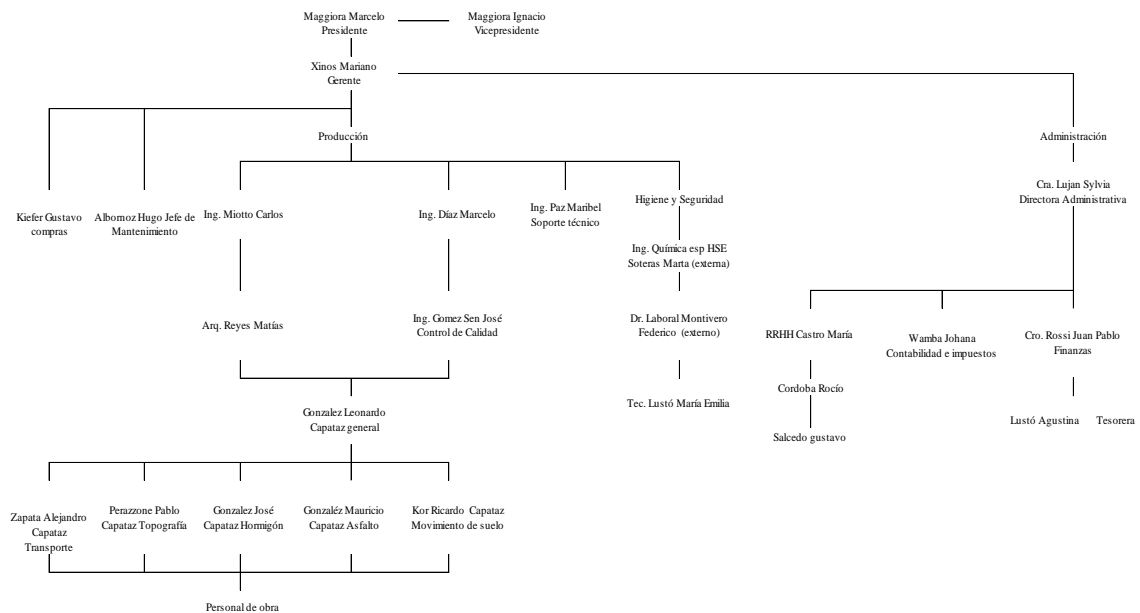 Maggiora Marcelo
Presidente
Maggiora Ignacio
Vicepresidente
Xinos Mariano
Gerente
Producción
Administración
Kiefer Gustavo
compras
Albornoz Hugo Jefe de
Mantenimiento
Ing. Miotto Carlos
Ing. Díaz Marcelo
Ing. Paz Maribel
Soporte técnico
Higiene y Seguridad
Cra. Lujan Sylvia
Directora Administrativa
Ing. Química esp HSE
Soteras Marta (externa)
Arq. Reyes Matías
Ing. Gomez Sen José
Control de Calidad
Dr. Laboral Montivero
Federico (externo)
RRHH Castro María
Wamba Johana
Contabilidad e impuestos
Cro. Rossi Juan Pablo
Finanzas
Gonzalez Leonardo
Capataz general
Tec. Lustó María Emilia
Cordoba Rocío
Lustó Agustina Tesorera
Salcedo gustavo
Zapata Alejandro
Capataz
Transporte
Perazzone Pablo
Capataz Topografía
Gonzalez José
Capataz Hormigón
Gonzaléz Mauricio
Capataz Asfalto
Kor Ricardo Capataz
Movimiento de suelo
Personal de obra